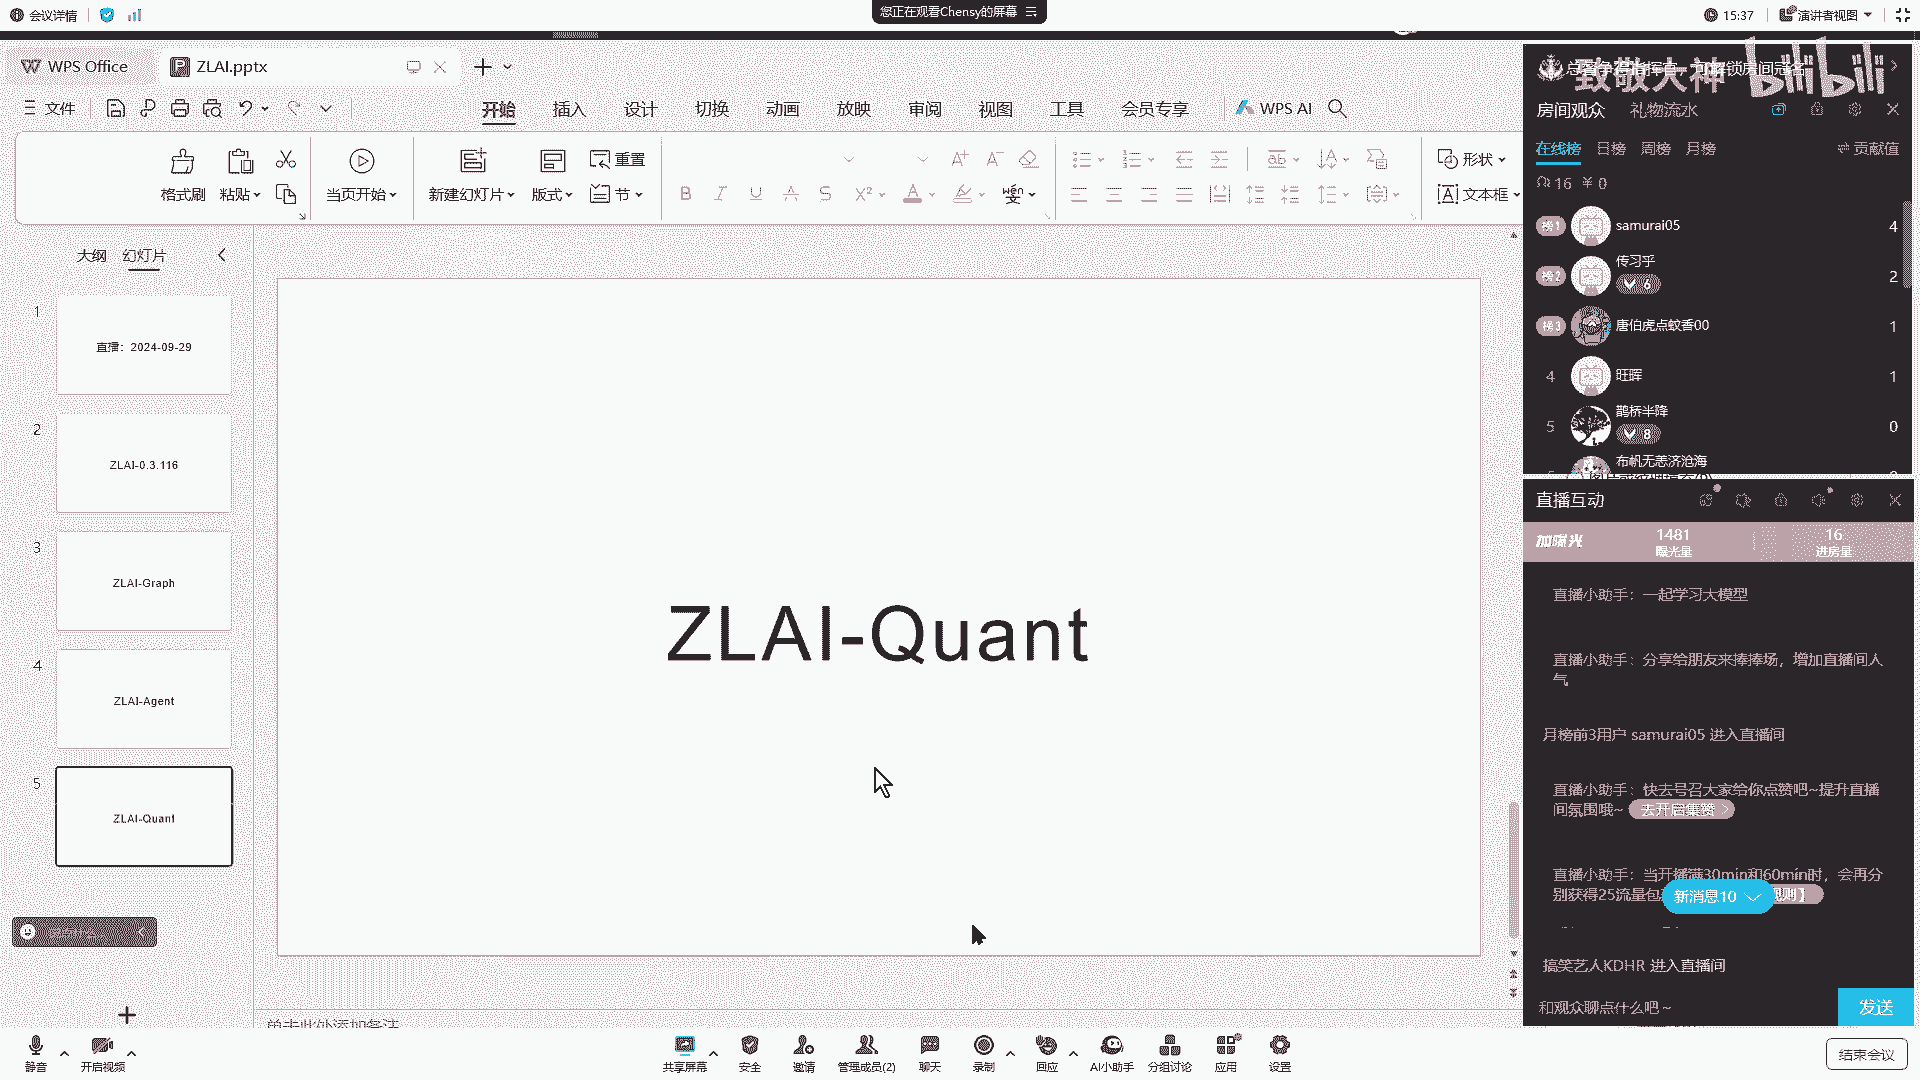 会议详情
您正在观看Chensy的屏幕
15:37
演讲者视图
WPS Office
ZLAI.pptx
文件
开始
插入
设计
切换
动画
放映
审阅
视图
工具
会员专享
WPS AI
格式刷
粘贴
当页开始
新建幻灯片
版式
重置
节
形状
文本框
大纲
幻灯片
1
直播：2024-09-29
2
ZLAI-0.3.116
3
ZLAI-Graph
4
ZLAI-Agent
5
ZLAI-Quant
ZLAI-Quant
单击此处添加备注
致敬大神
bilibili
房间观众
礼物流水
在线榜
日榜
周榜
月榜
贡献值
16
¥ 0
榜1
samurai05
4
榜2
传习乎
6
2
榜3
唐伯虎点蚊香00
1
4
旺晖
1
5
鹊桥半降
8
0
布帆无恙济沧海
直播互动
加曝光
1481
曝光量
16
进房量
直播小助手：一起学习大模型
直播小助手：分享给朋友来捧捧场，增加直播间人
气
月榜前3用户 samurai05 进入直播间
直播小助手：快去号召大家给你点赞吧~提升直播
间氛围哦~
去开启集赞
直播小助手：当开播满30min和60min时，会再分
别获得25流量包
新消息10
搞笑艺人KDHR 进入直播间
和观众聊点什么吧~
发送
静音
开启视频
共享屏幕
安全
邀请
管理成员(2)
聊天
录制
回应
AI小助手
分组讨论
应用
设置
结束会议